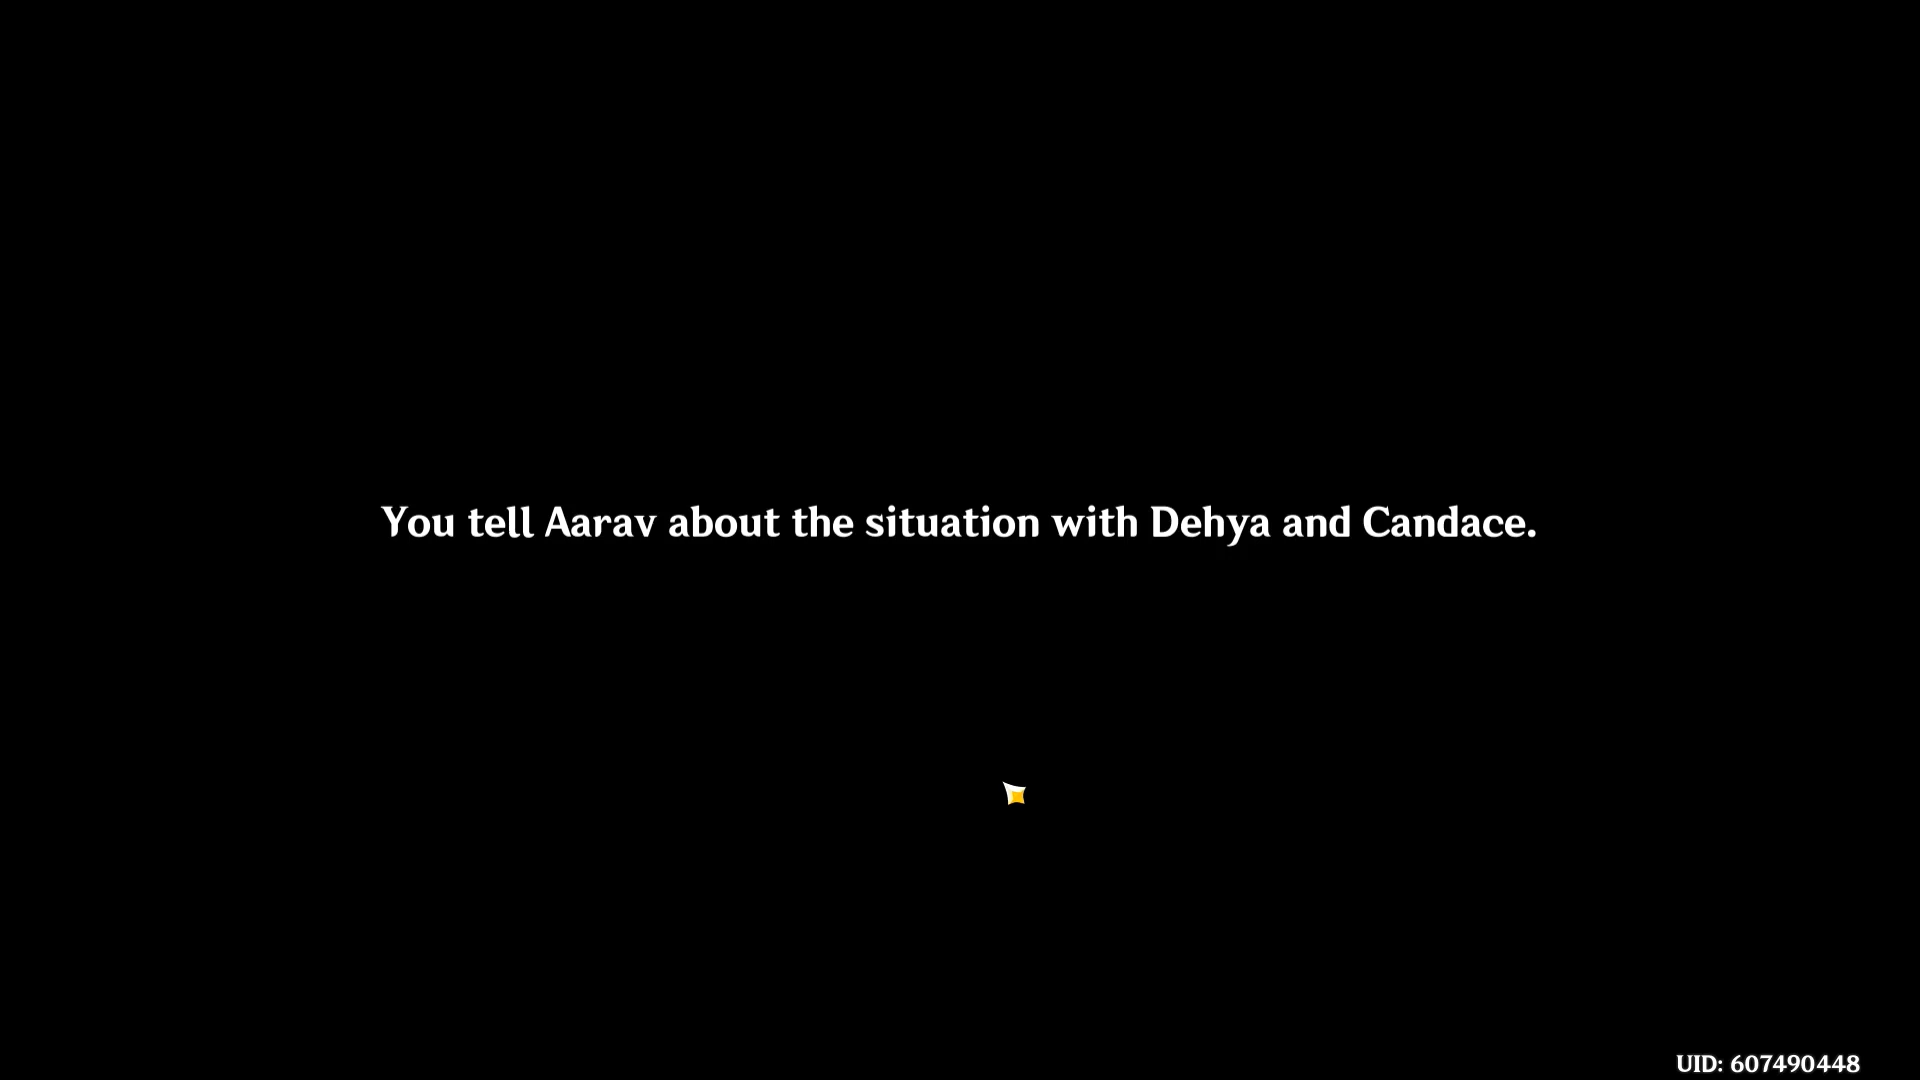 You tell Aarav about the situation with Dehya and Candace.
UID: 607490448